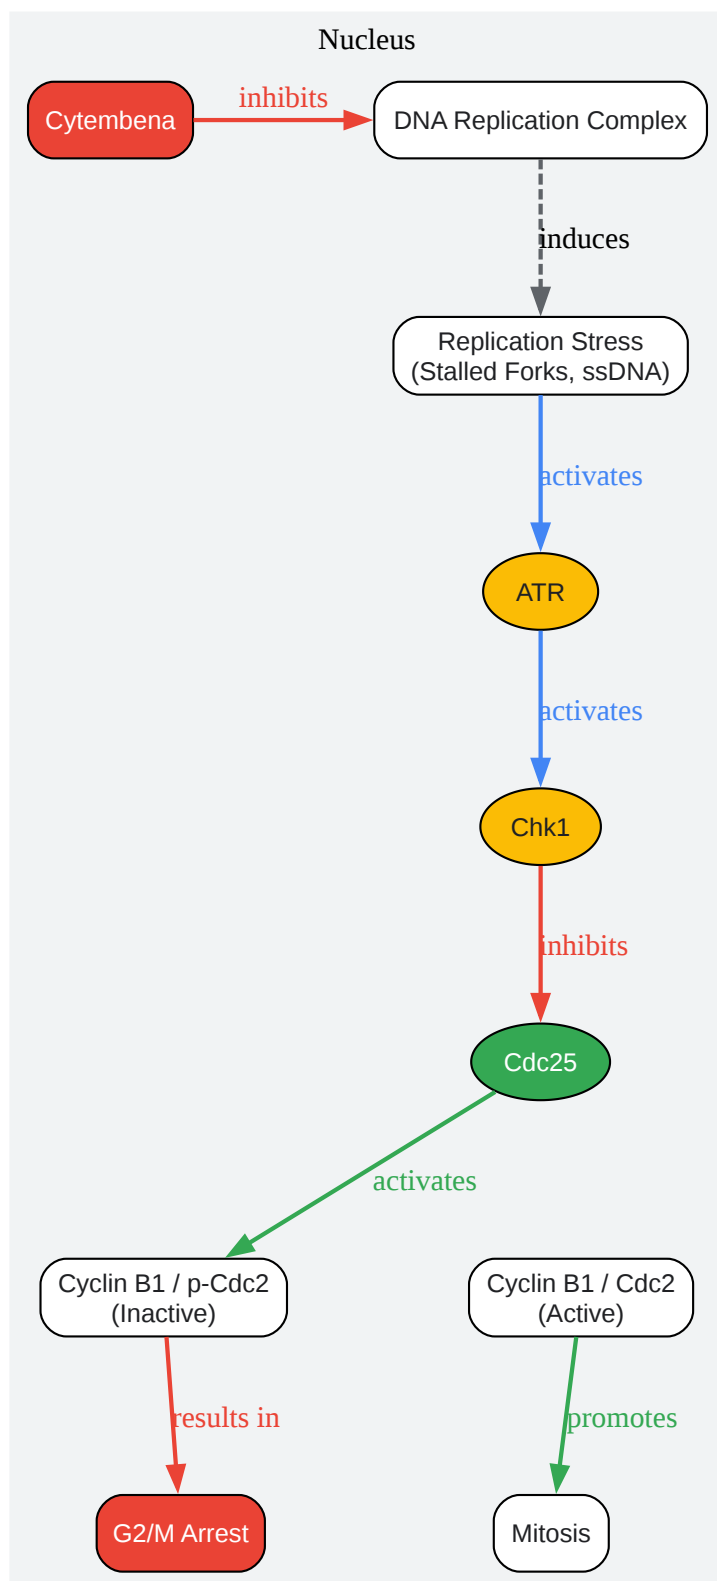 Nucleus
Cytembena
inhibits
DNA Replication Complex
induces
Replication Stress
(Stalled Forks, ssDNA)
activates
ATR
activates
Chk1
inhibits
Cdc25
activates
Cyclin B1 / p-Cdc2
(Inactive)
Cyclin B1 / Cdc2
(Active)
results in
promotes
G2/M Arrest
Mitosis